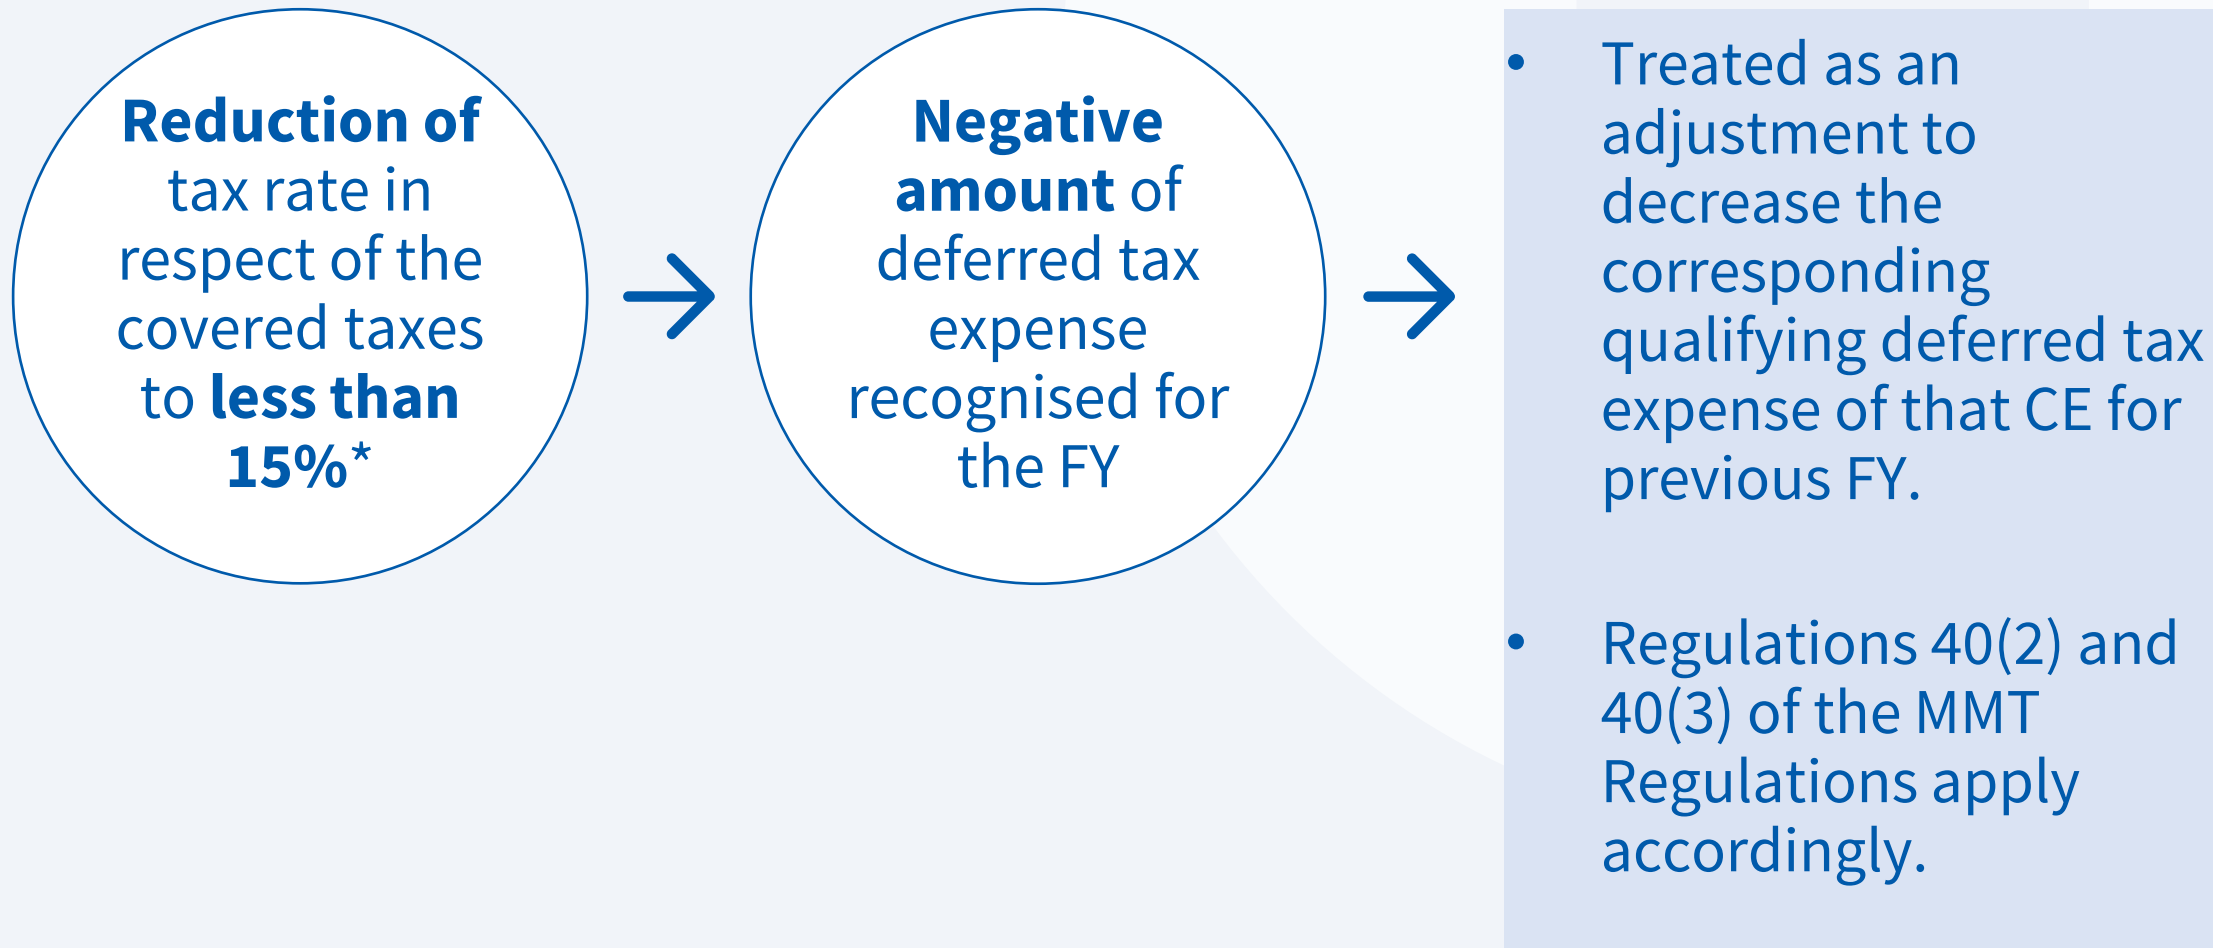 Reduction of
tax rate in
respect of the
covered taxes
to less than
15%*
Negative
amount of
deferred tax
expense
recognised for
the FY
• Treated as an
adjustment to
decrease the
corresponding
qualifying deferred tax
expense of that CE for
previous FY.
• Regulations 40(2) and
40(3) of the MMT
Regulations apply
accordingly.